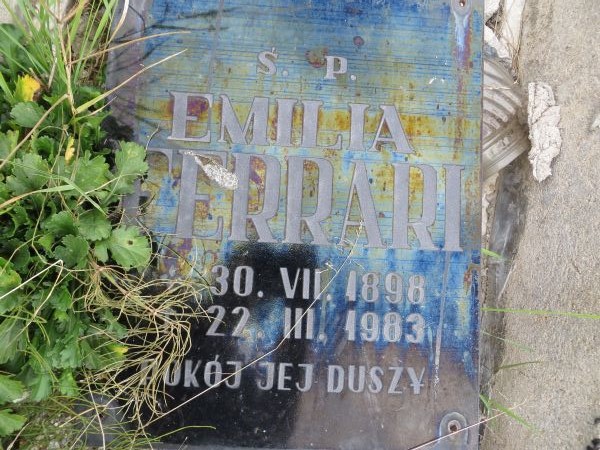 Ś. P.
EMILIA
FERRARI
30. VII. 1898
22. III. 1983
POKÓJ JEJ DUSZY